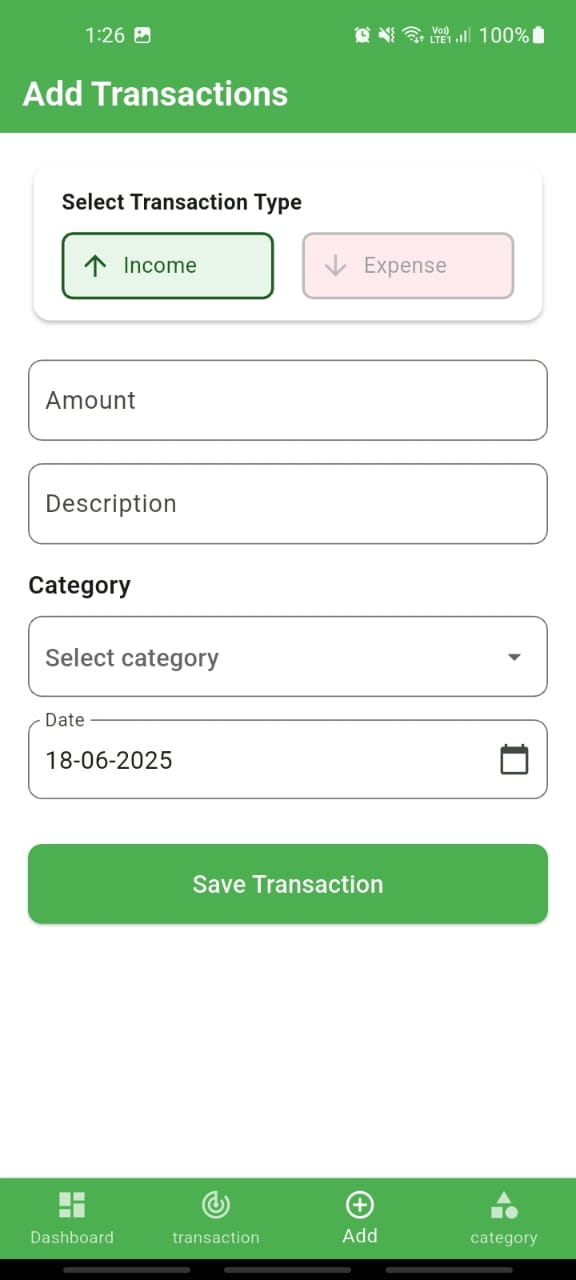 1:26 Vo)) LTE1 100%
Add Transactions
Select Transaction Type
Income Expense
Amount
Description
Category
Select category
Date
18-06-2025
Save Transaction
Dashboard transaction Add category